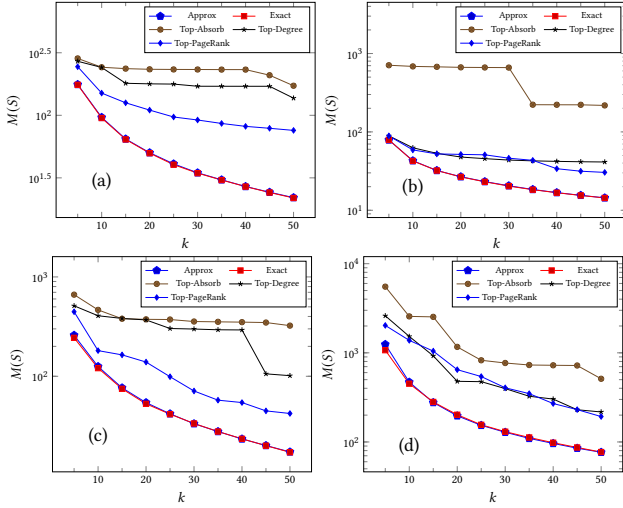 Approx Exact
Top-Absorb Top-Degree
Top-PageRank
10^2.5
10^2
10^1.5
M(S)
(a)
10 20 30 40 50
k
Approx Exact
Top-Absorb Top-Degree
Top-PageRank
10^3
10^2
10^1
M(S)
(b)
10 20 30 40 50
k
Approx Exact
Top-Absorb Top-Degree
Top-PageRank
10^3
10^2
M(S)
(c)
10 20 30 40 50
k
Approx Exact
Top-Absorb Top-Degree
Top-PageRank
10^4
10^3
10^2
M(S)
(d)
10 20 30 40 50
k